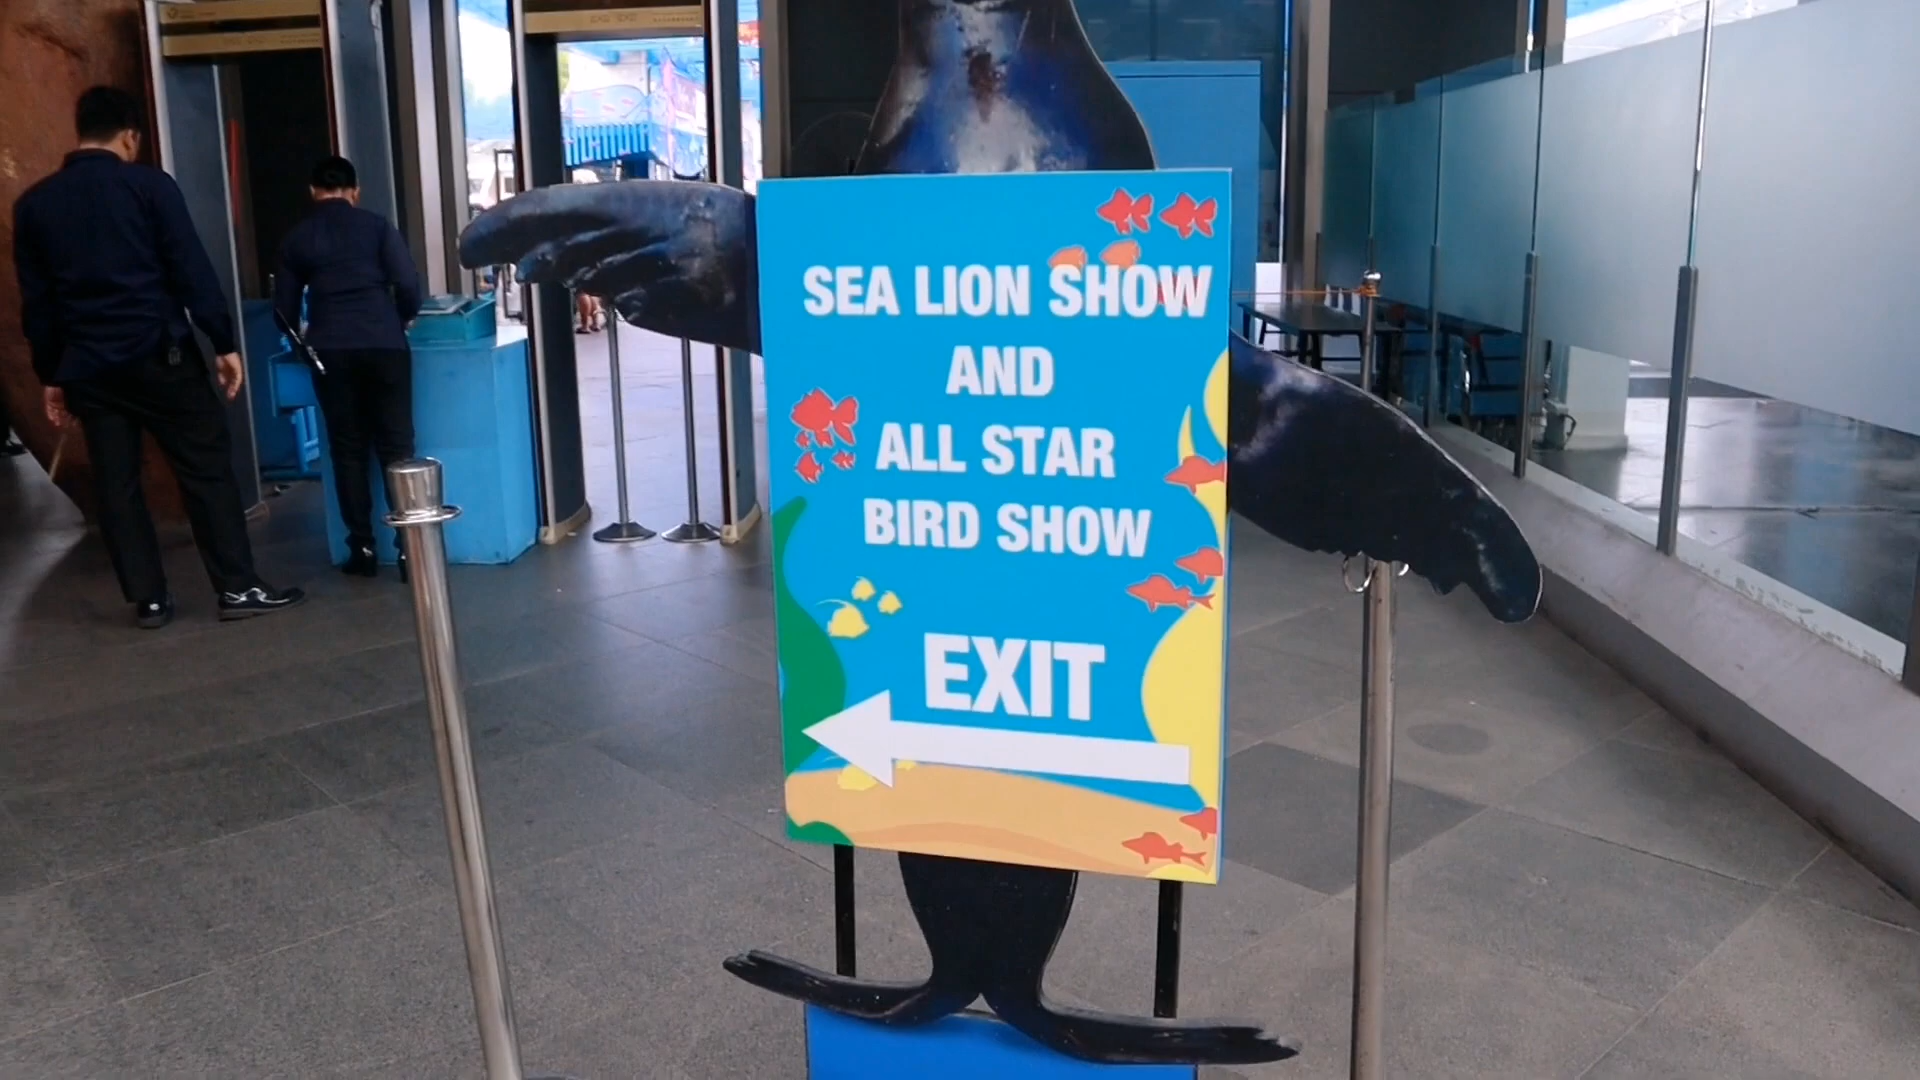 SEA LION SHOW
AND
ALL STAR
BIRD SHOW
EXIT